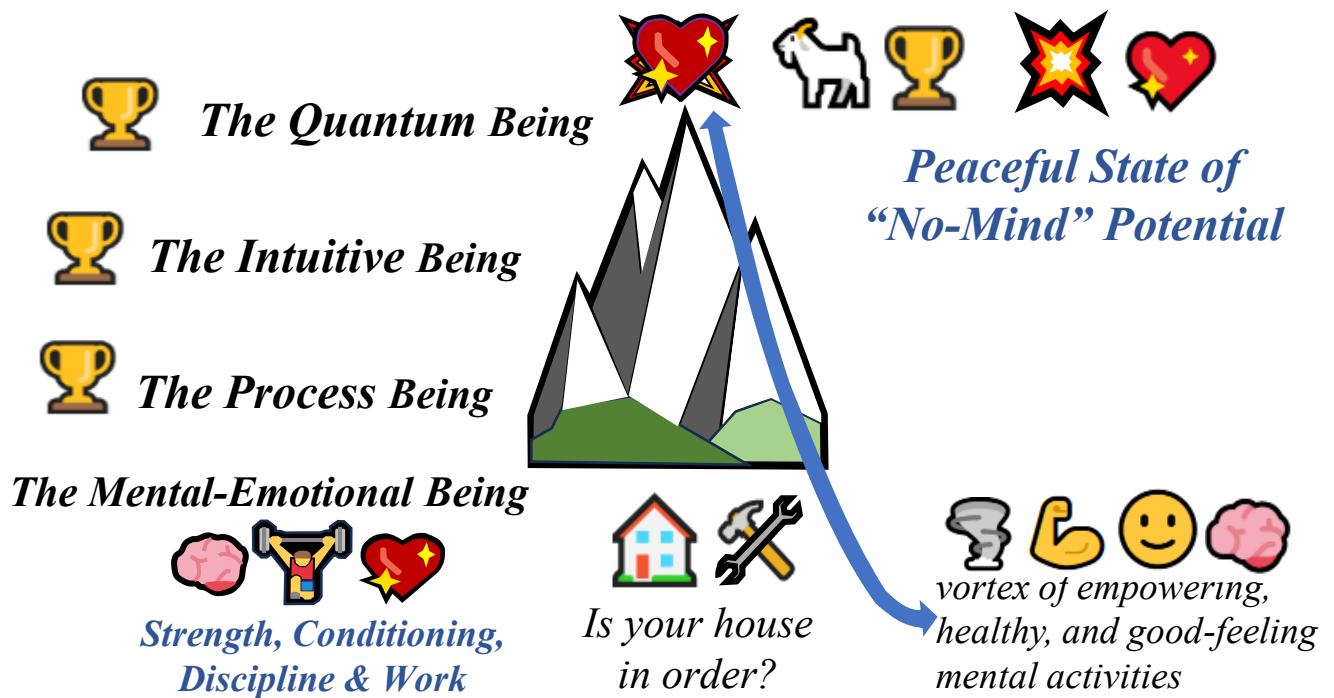 The Quantum Being
Peaceful State of
“No-Mind” Potential
The Intuitive Being
The Process Being
The Mental-Emotional Being
Strength, Conditioning,
Discipline & Work
Is your house
in order?
vortex of empowering,
healthy, and good-feeling
mental activities